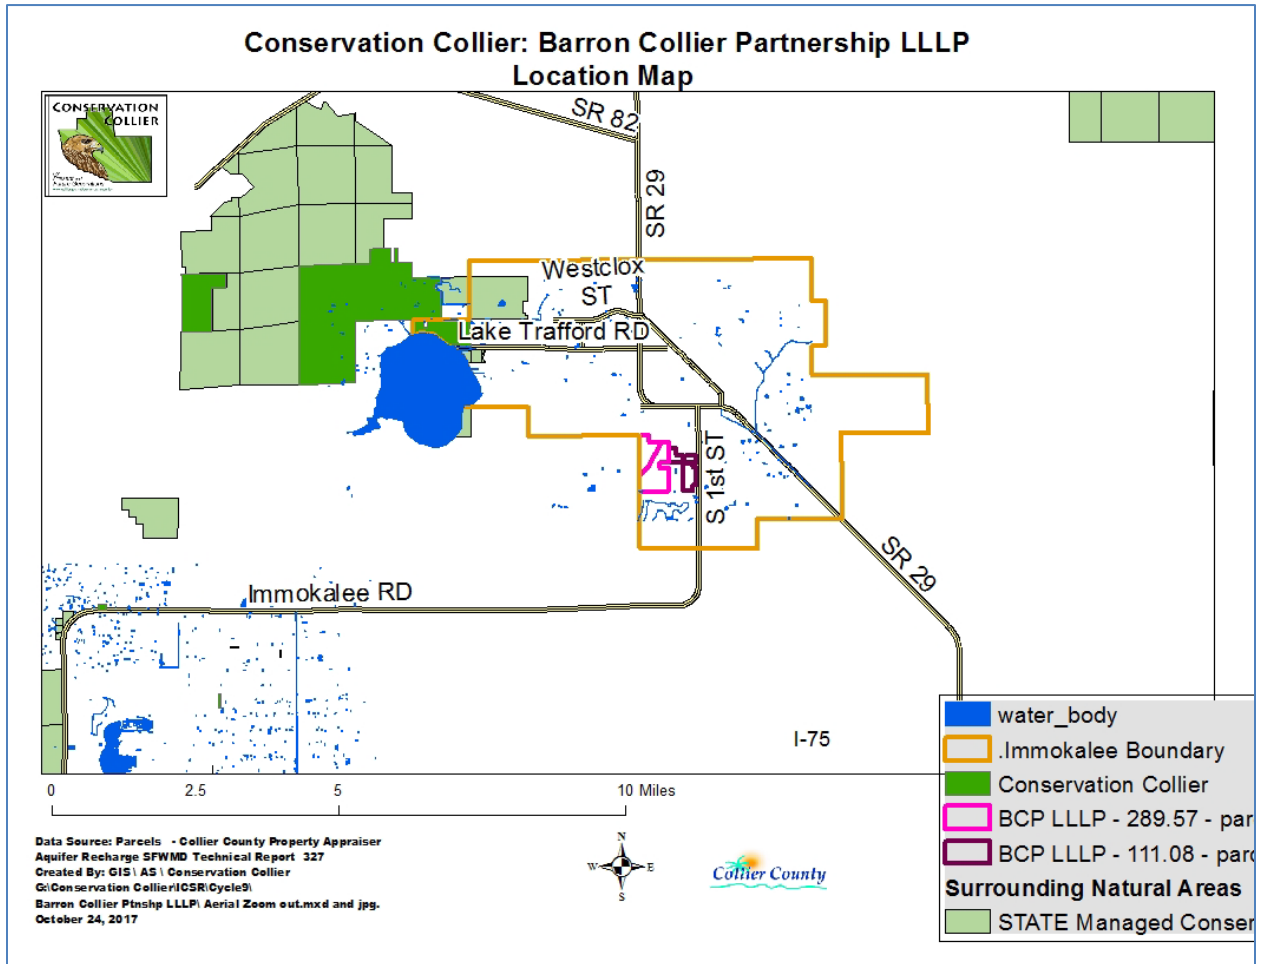 Conservation Collier: Barron Collier Partnership LLLP
Location Map
CONSERVATION
COLLIER
SR 82
SR 29
Westclox
ST
Lake Trafford RD
S 1st ST
SR 29
Immokalee RD
I-75
water_body
.Immokalee Boundary
Conservation Collier
BCP LLLP - 289.57 - par
BCP LLLP - 111.08 - parc
Surrounding Natural Areas
STATE Managed Conser
0 2.5 5 10 Miles
Data Source: Parcels - Collier County Property Appraiser
Aquifer Recharge SFWMD Technical Report 327
Created By: GIS \ AS \ Conservation Collier
G:\Conservation Collier\ICSR\Cycle9\
Barron Collier Ptnshp LLLP\ Aerial Zoom out.mxd and jpg.
October 24, 2017
N
W E
S
Collier County